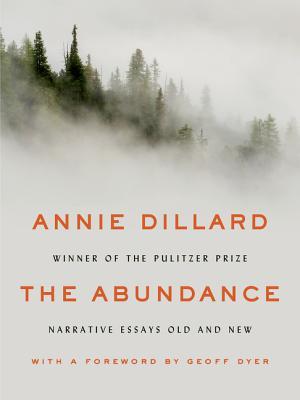 ANNIE DILLARD
WINNER OF THE PULITZER PRIZE
THE ABUNDANCE
NARRATIVE ESSAYS OLD AND NEW
WITH A FOREWORD BY GEOFF DYER